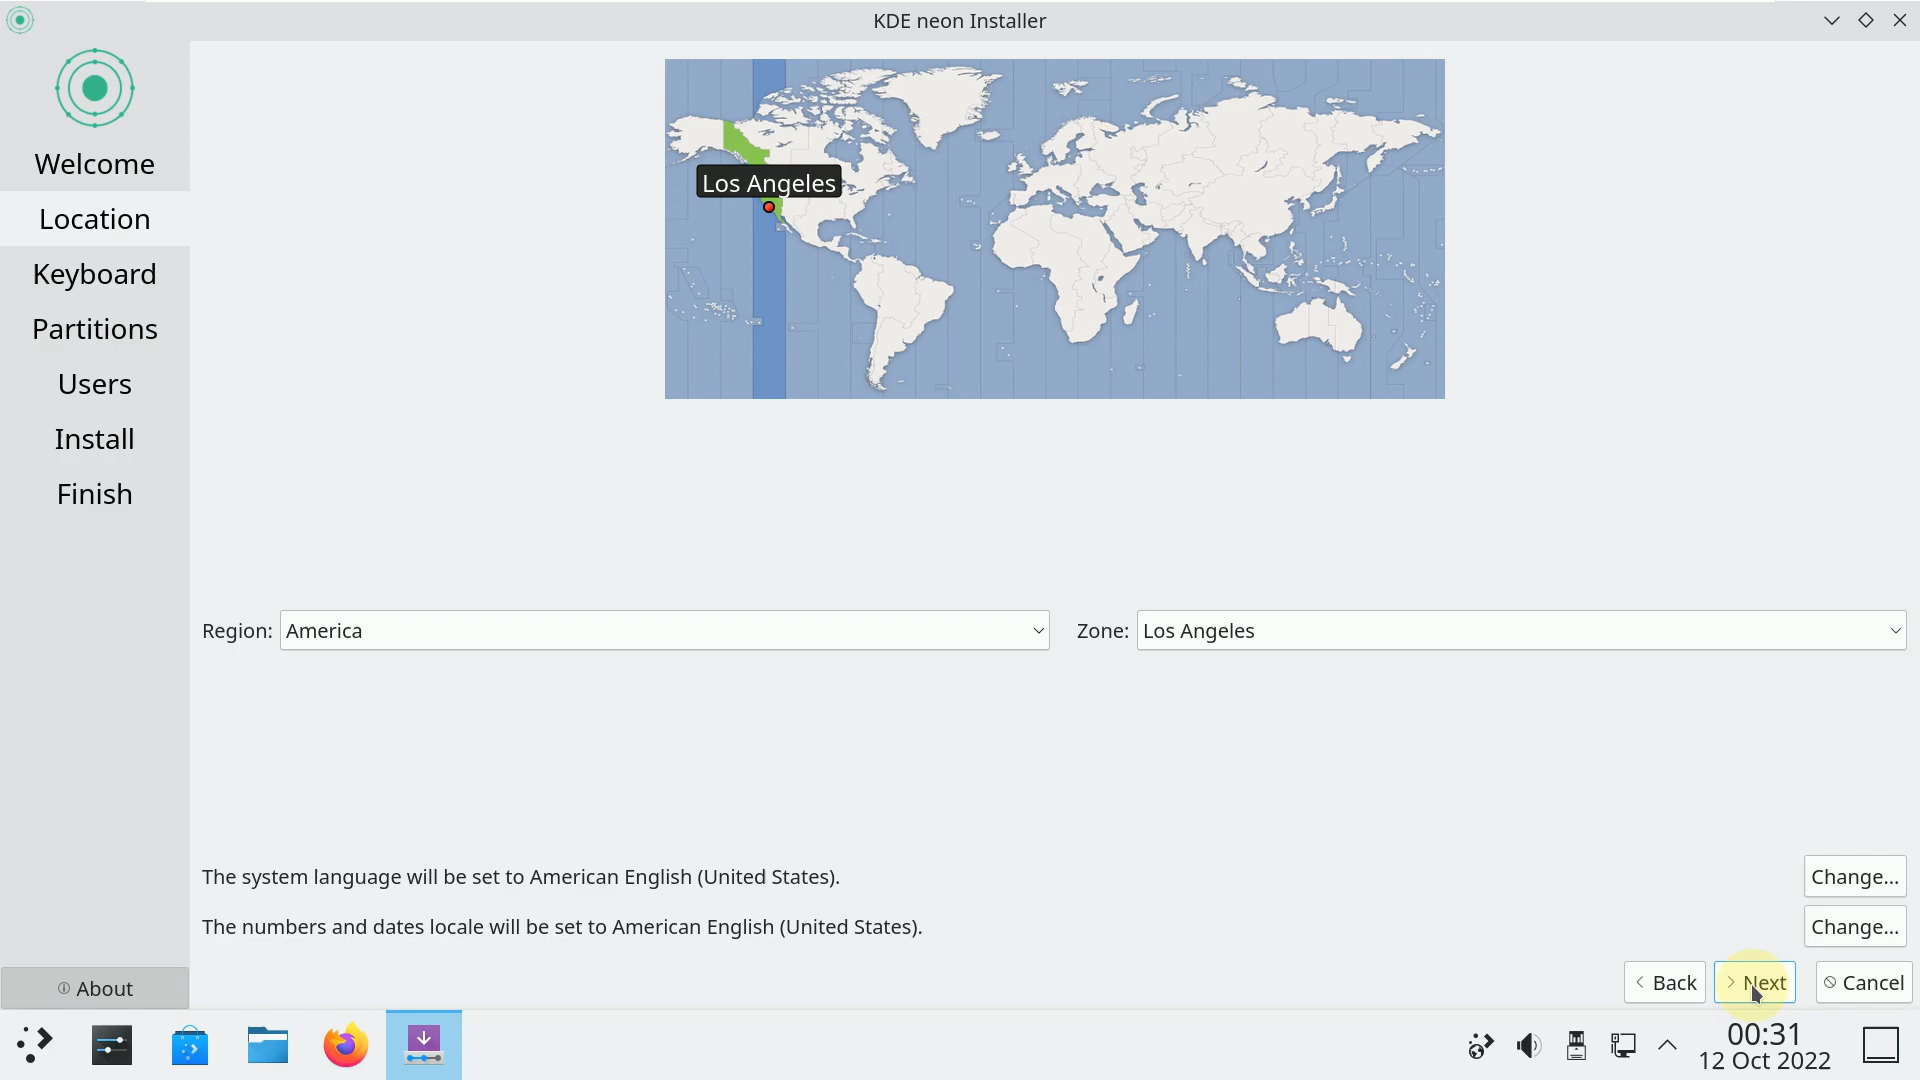 KDE neon Installer
Welcome
Location
Keyboard
Partitions
Users
Install
Finish
About
Los Angeles
Region: America
Zone: Los Angeles
The system language will be set to American English (United States).
Change...
The numbers and dates locale will be set to American English (United States).
Change...
Back
Next
Cancel
00:31
12 Oct 2022